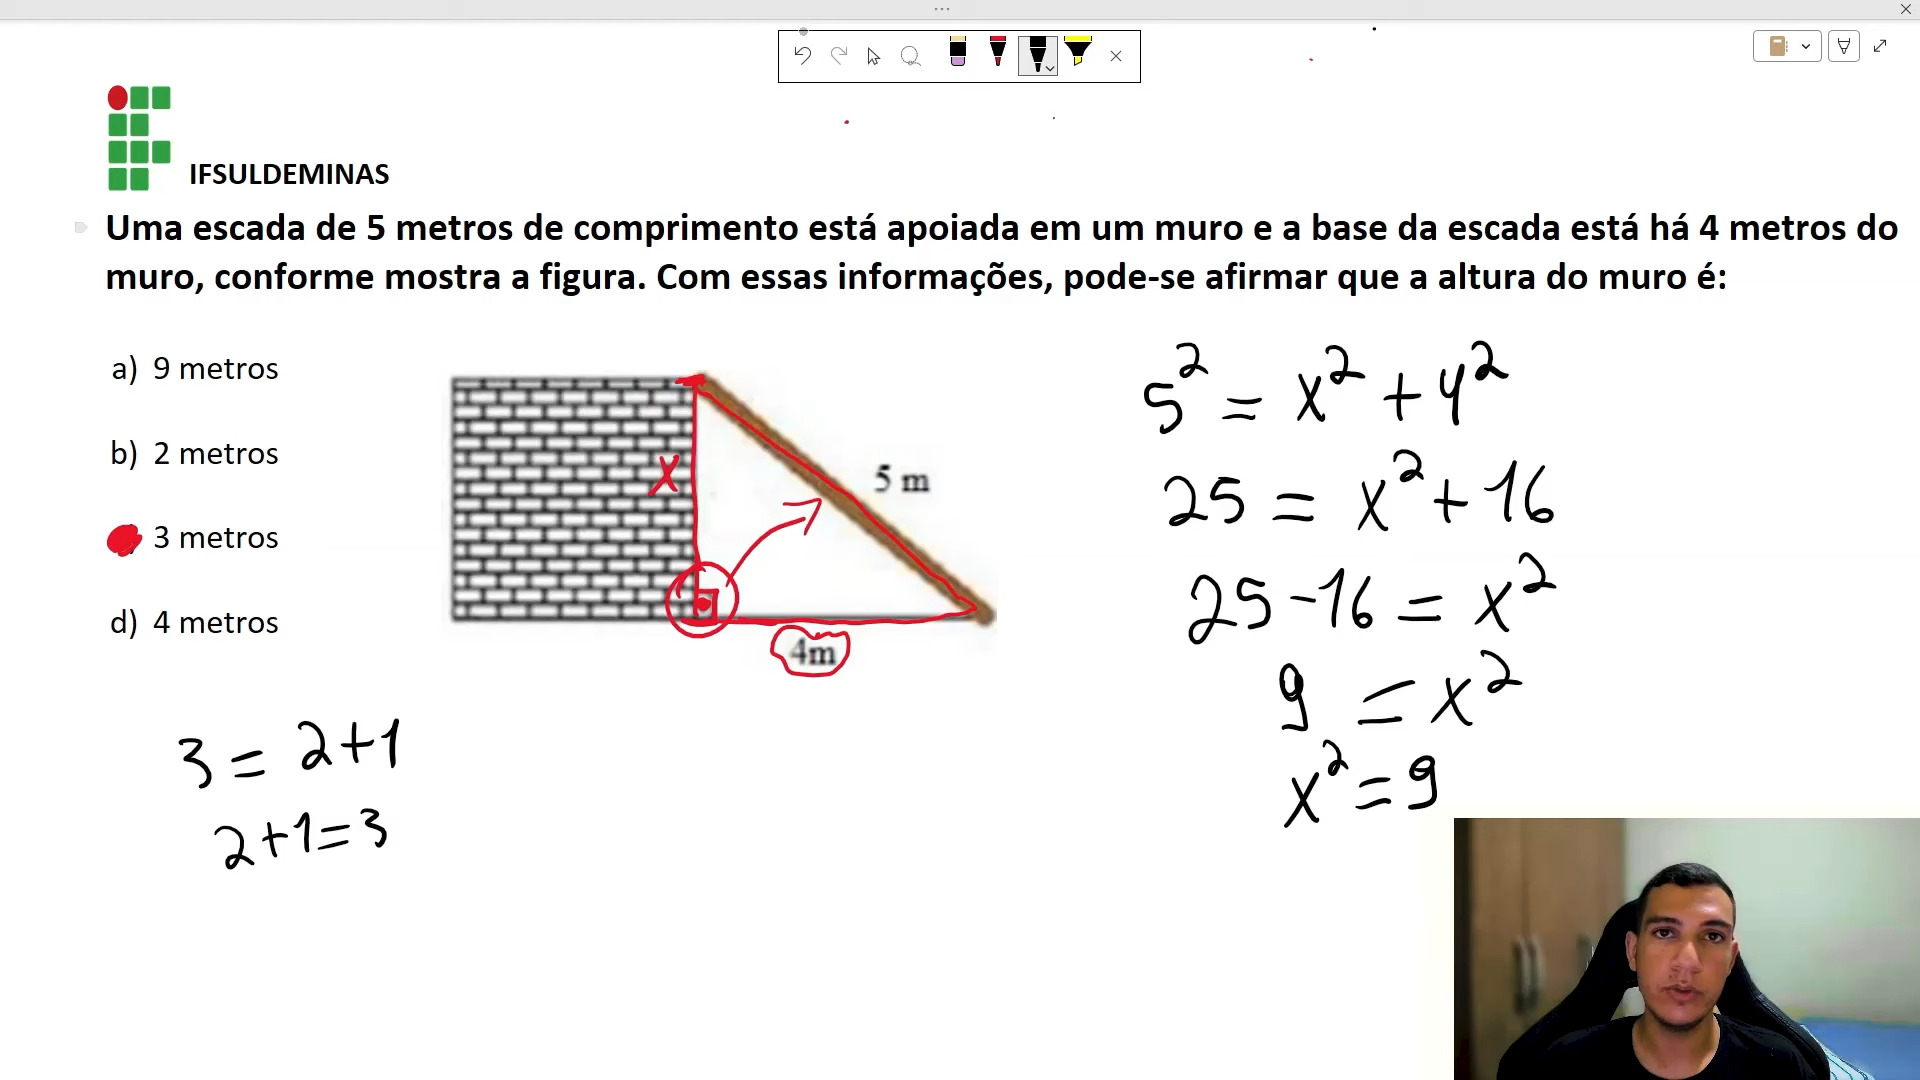 IFSULDEMINAS
Uma escada de 5 metros de comprimento está apoiada em um muro e a base da escada está há 4 metros do
muro, conforme mostra a figura. Com essas informações, pode-se afirmar que a altura do muro é:
a) 9 metros
b) 2 metros
3 metros
d) 4 metros
X
5 m
4m
5² = x² + 4²
25 = x² + 16
25 - 16 = x²
9 = x²
x² = 9
3 = 2+1
2+1=3